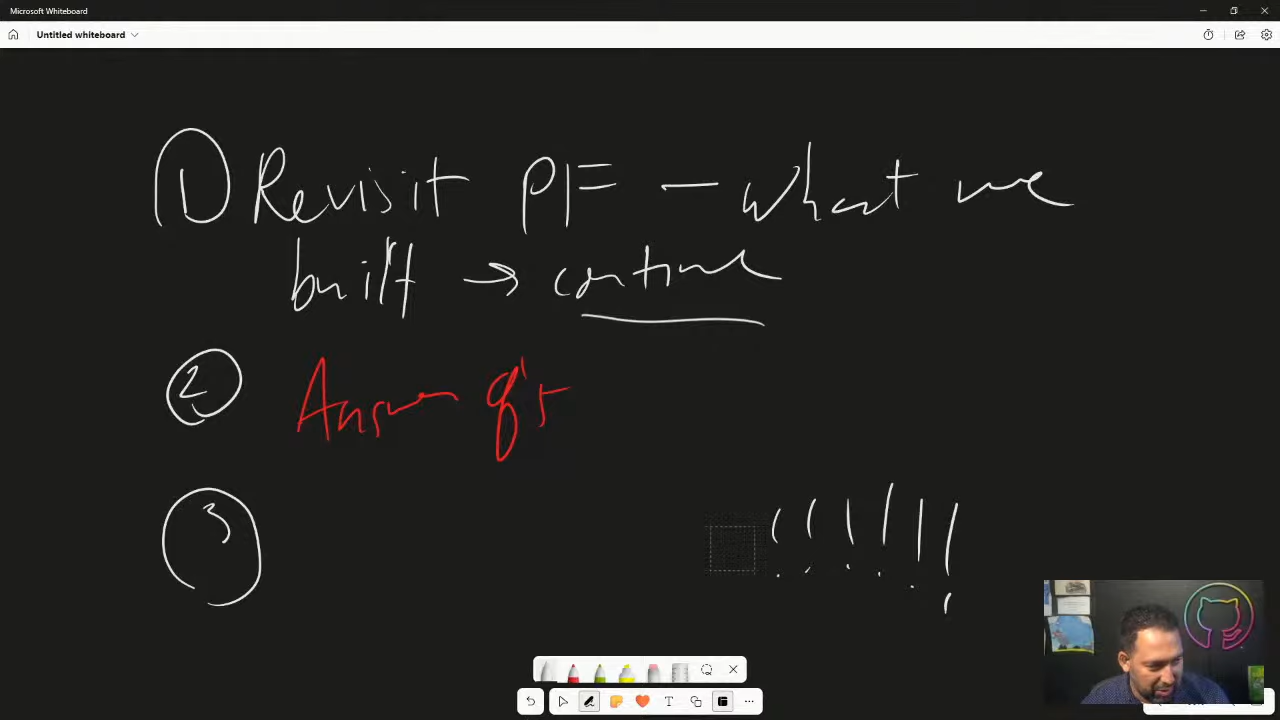 Microsoft Whiteboard
Untitled whiteboard
1 Revisit PF - what we
built → continue
2 Answer q's
3 !!!!!!